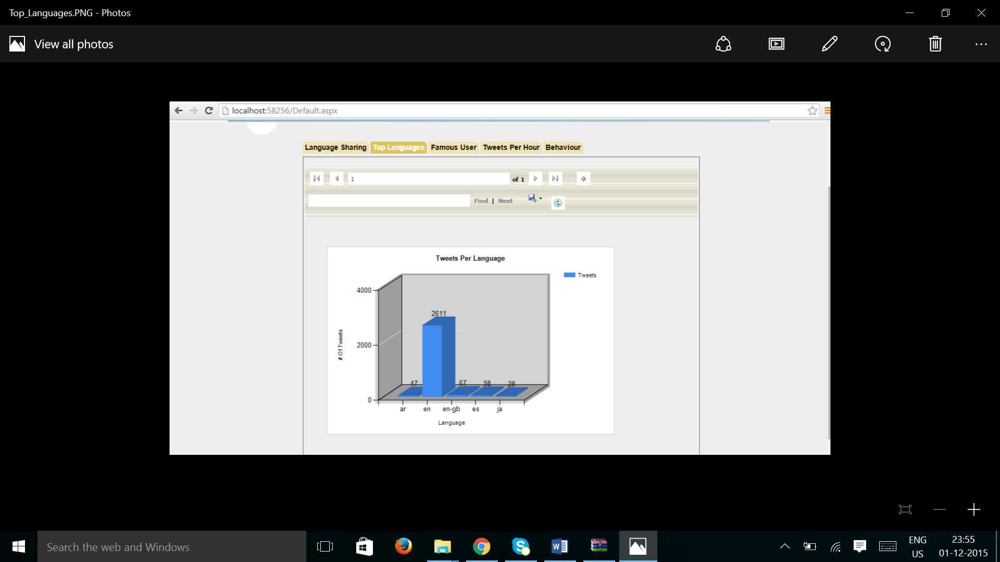 Top_Languages.PNG - Photos
View all photos
localhost:58256/Default.aspx
Language Sharing Top Languages Famous User Tweets Per Hour Behaviour
1 of 1
Find | Next
Tweets Per Language
Tweets
4000
2000
0
# Of Tweets
2611
47 67 58 28
ar en en-gb es ja
Language
Search the web and Windows
ENG
US
23:55
01-12-2015